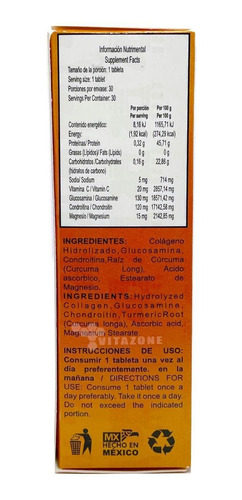 Información Nutrimental
Supplement Facts
Tamaño de la porción: 1 tableta
Serving size: 1 tablet
Porciones por envase: 30
Servings Per Container: 30
Por porción Por 100 g
Per serving Per 100 g
Contenido energético: 8,16 kJ 1165,71 kJ
Energy: (1,92 kcal) (274,29 kcal)
Proteínas/ Protein 0,32 g 45,71 g
Grasas (Lípidos)/ Fats (Lipids) 0 g 0 g
Carbohidratos /Carbohydrates 0,16 g 22,86 g
(hidratos de carbono)
Sodio/ Sodium 5 mg 714 mg
Vitamina C / Vitamin C 20 mg 2857,14 mg
Glucosamina / Glucosamine 130 mg 18571,42 mg
Condroitina / Chondroitin 120 mg 17142,58 mg
Magnesio / Magnesium 15 mg 2142,85 mg
INGREDIENTES: Colágeno
Hidrolizado, Glucosamina,
Condroitina, Raíz de Cúrcuma
(Curcuma Long), Ácido
ascorbico, Estearato de
Magnesio.
INGREDIENTS: Hydrolyzed
Collagen, Glucosamine,
Chondroitin, Turmeric Root
(Curcuma longa), Ascorbic acid,
Magnesium Stearate.
VITAZONE
INSTRUCCIONES DE USO:
Consumir 1 tableta una vez al
día preferentemente. en la
mañana / DIRECTIONS FOR
USE: Consume 1 tablet once a
day preferably. Take it once a day.
Do not exceed the indicated
portion.
MX
HECHO EN
MÉXICO